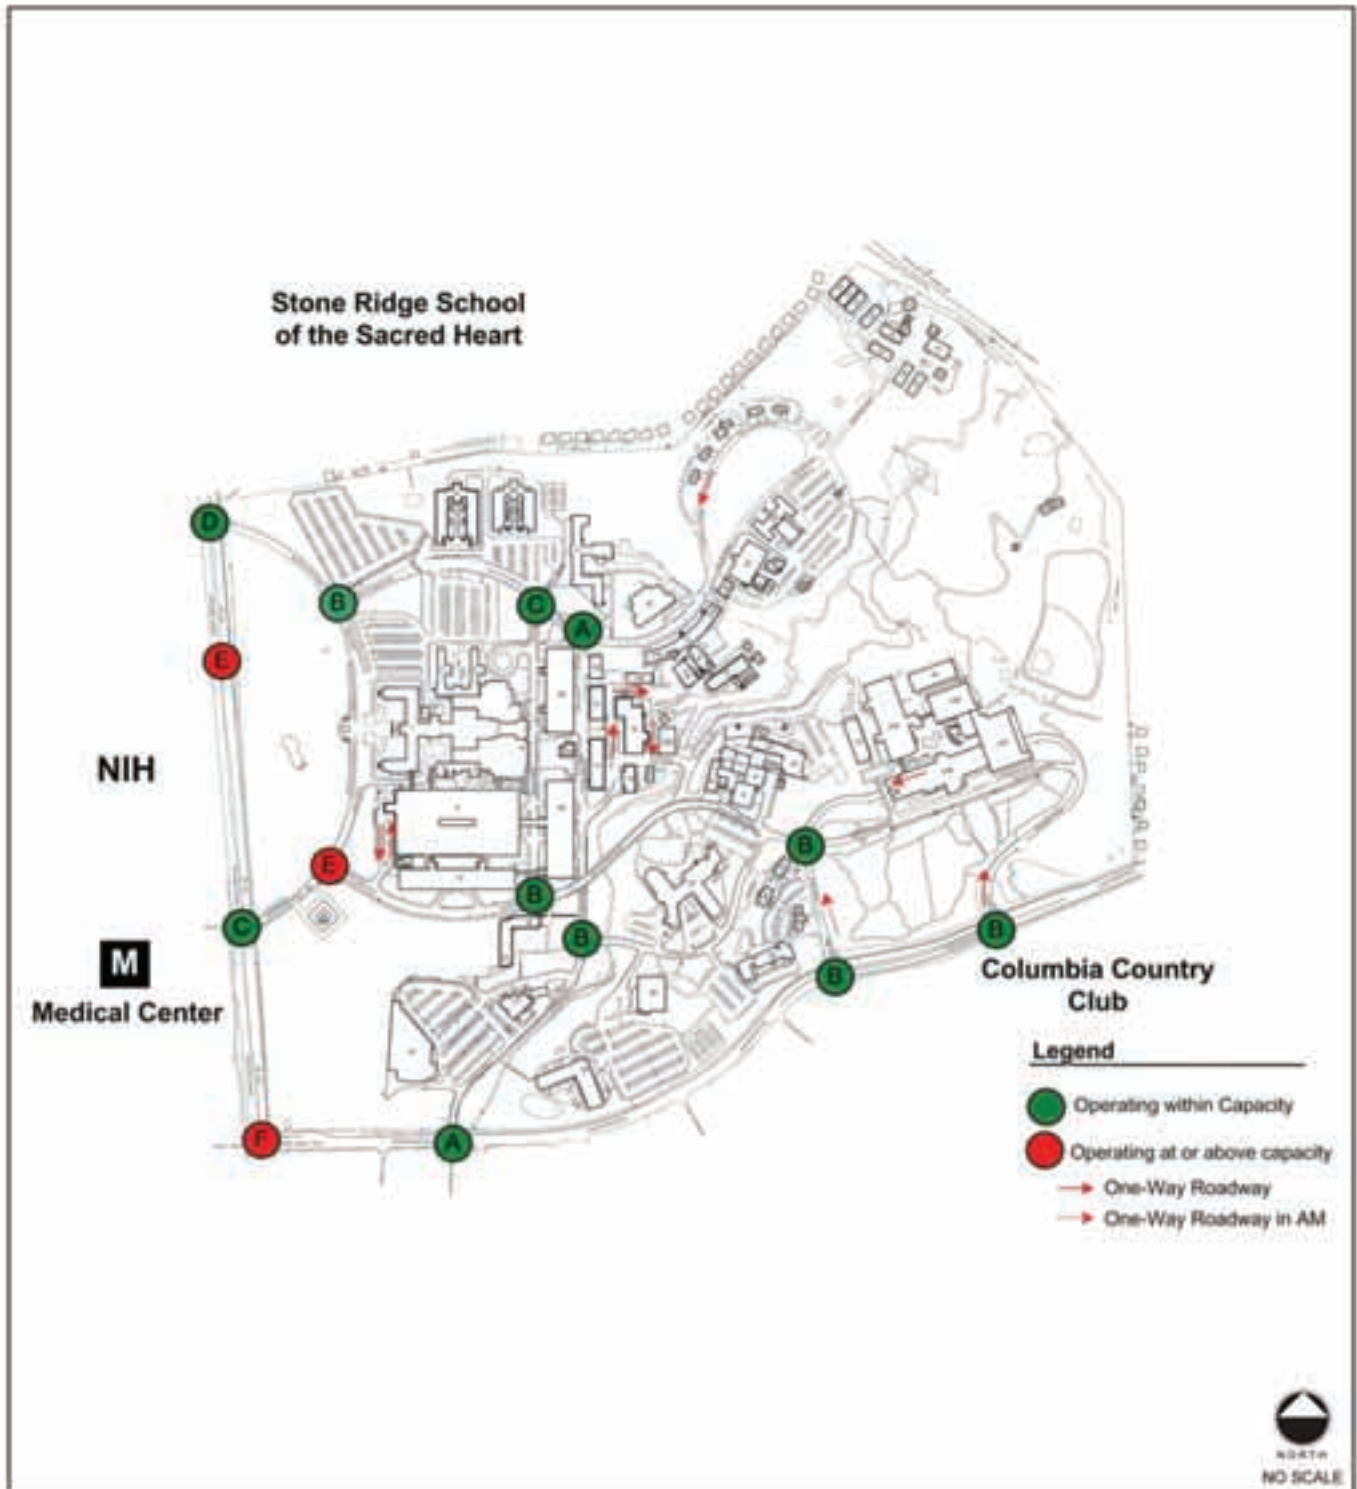 Stone Ridge School
of the Sacred Heart
D
B
C
A
E
NIH
E
B
B
C
B
B
M
Medical Center
B
Columbia Country
Club
Legend
Operating within Capacity
F
A
Operating at or above capacity
One-Way Roadway
One-Way Roadway in AM
NORTH
NO SCALE